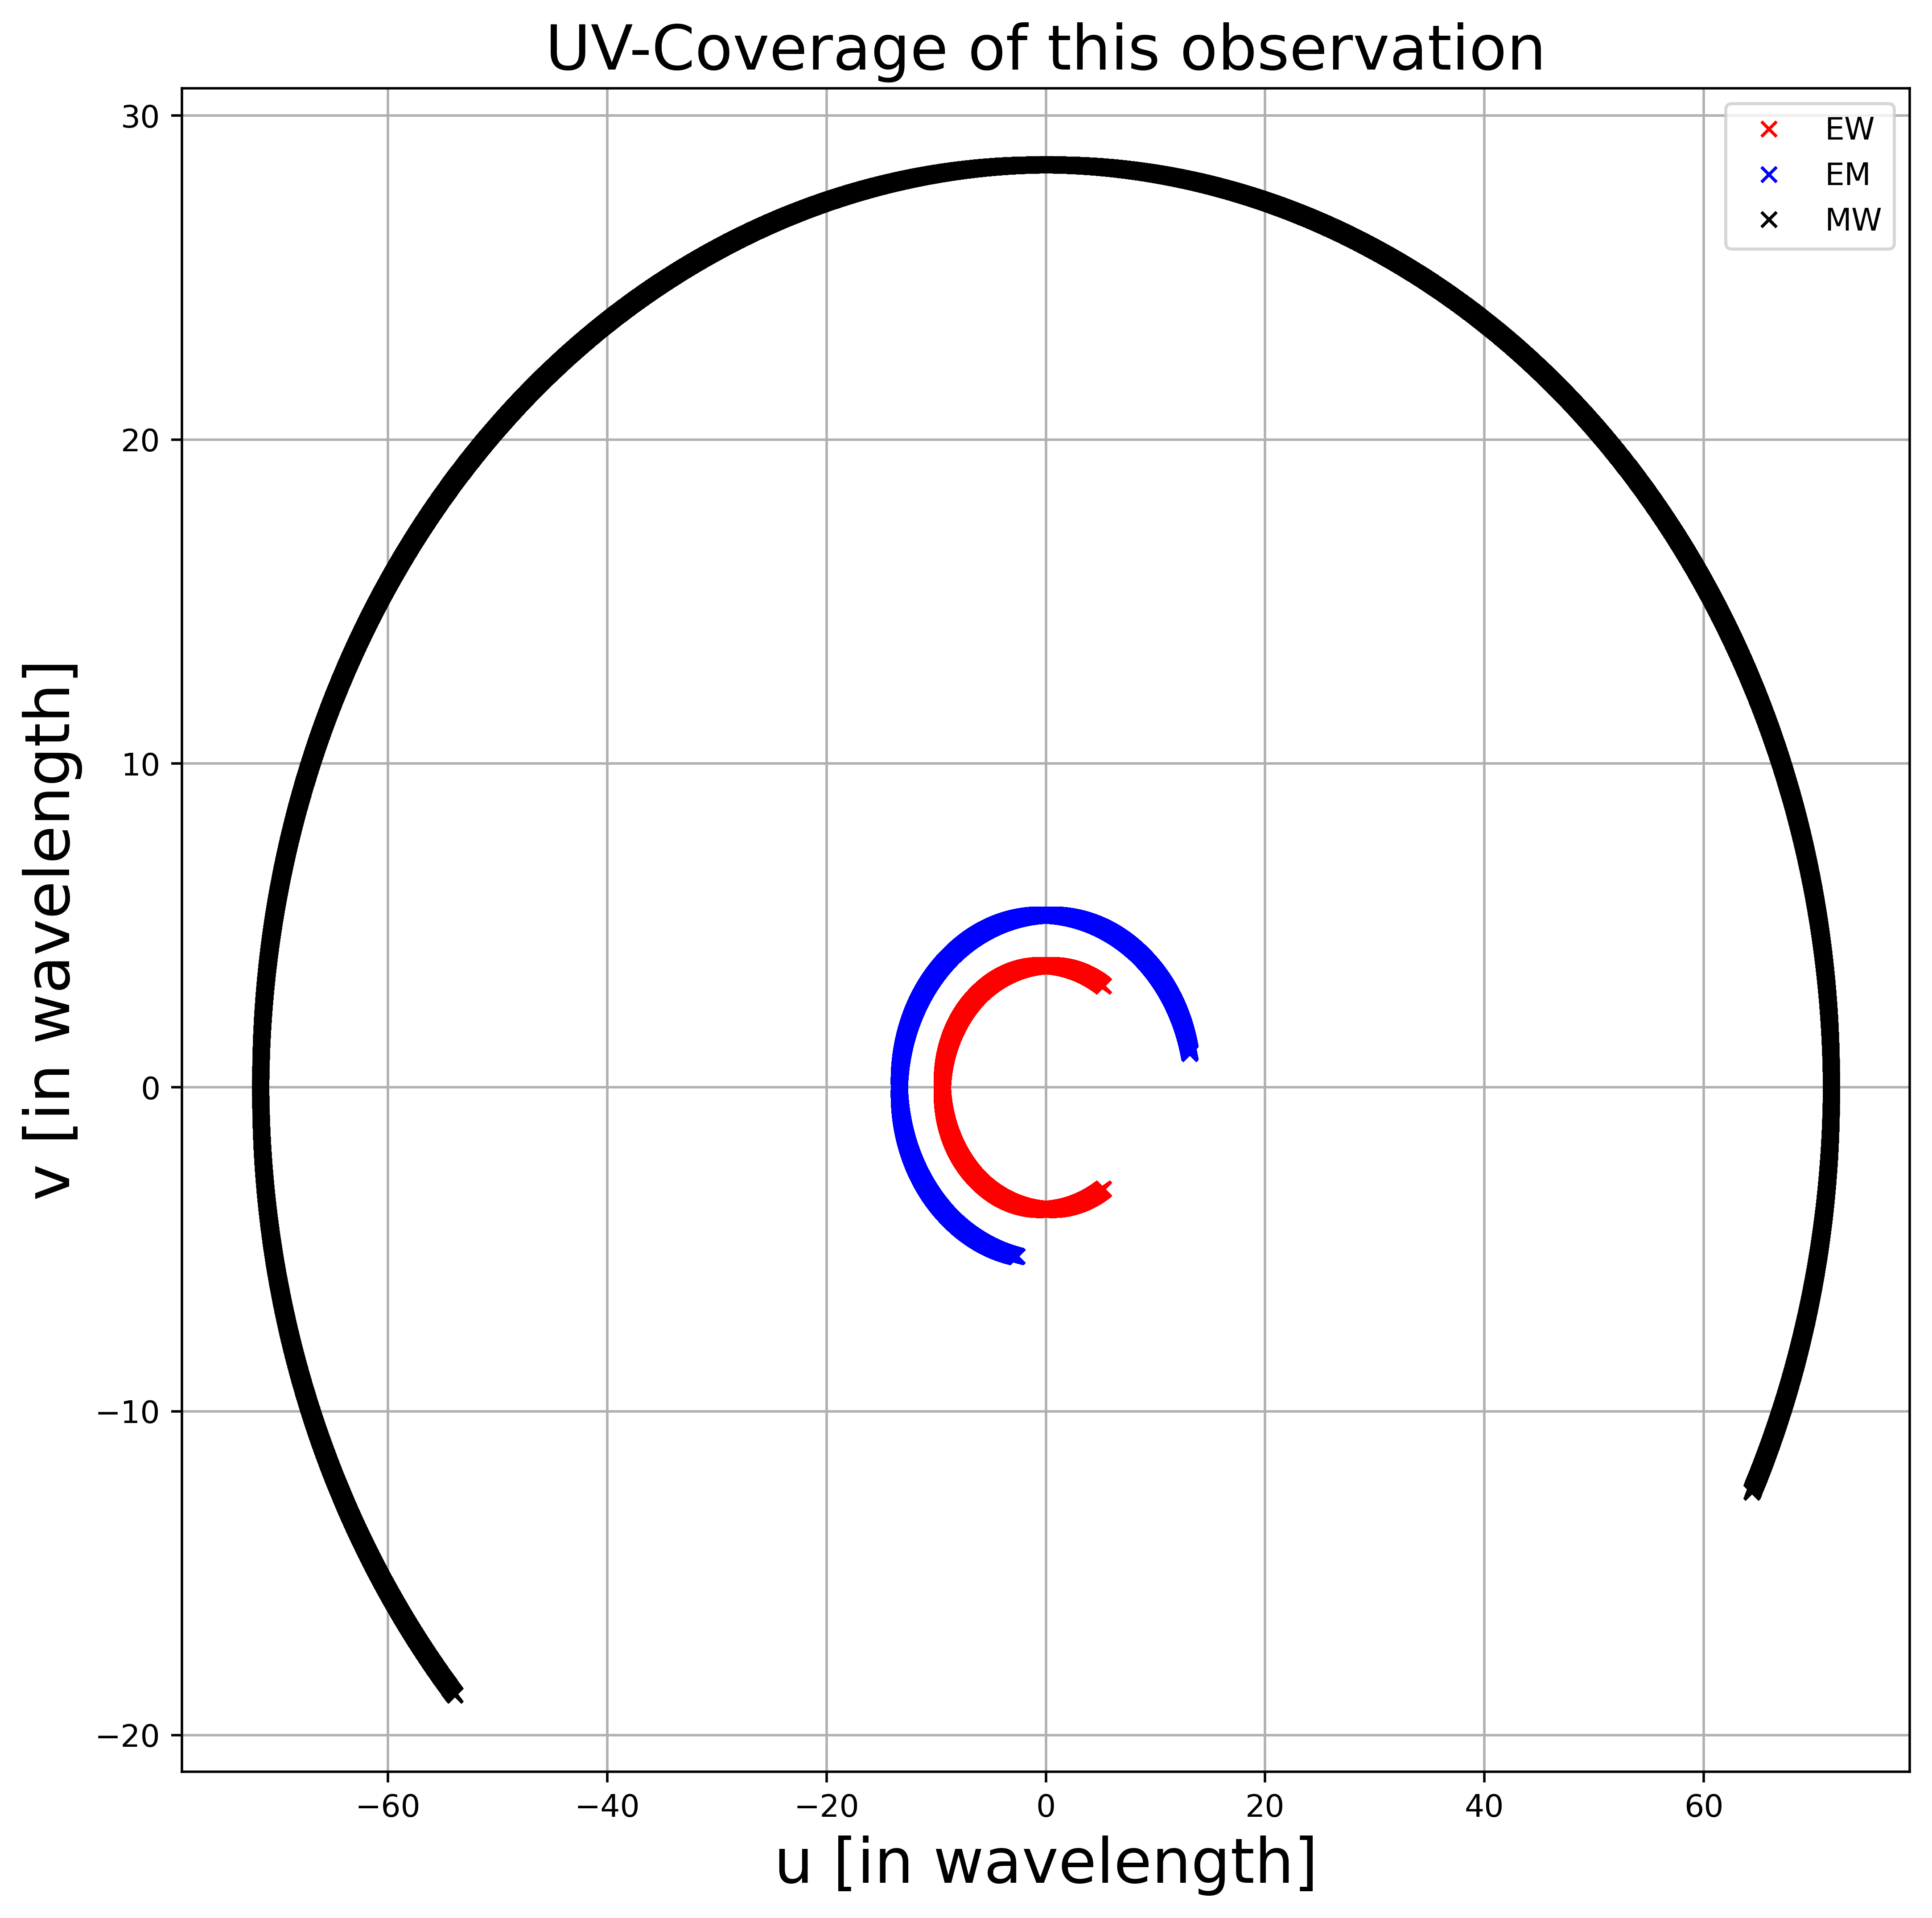 UV-Coverage of this observation
EW
EM
MW
30
20
10
0
−10
−20
v [in wavelength]
−60 −40 −20 0 20 40 60
u [in wavelength]